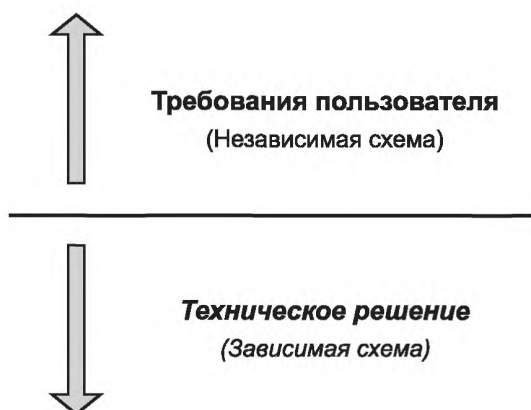 Требования пользователя
(Независимая схема)
Техническое решение
(Зависимая схема)